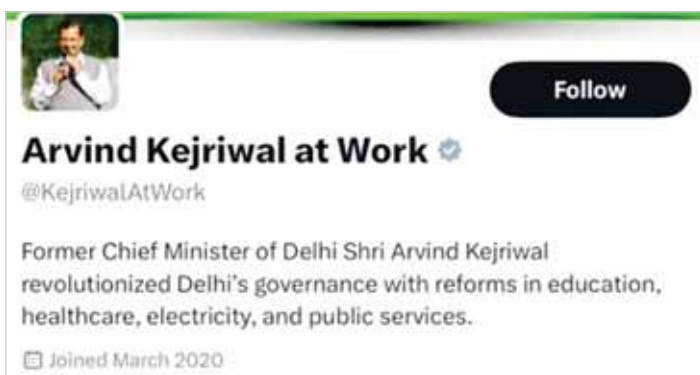 Follow
Arvind Kejriwal at Work
@KejriwalAtWork
Former Chief Minister of Delhi Shri Arvind Kejriwal
revolutionized Delhi's governance with reforms in education,
healthcare, electricity, and public services.
Joined March 2020